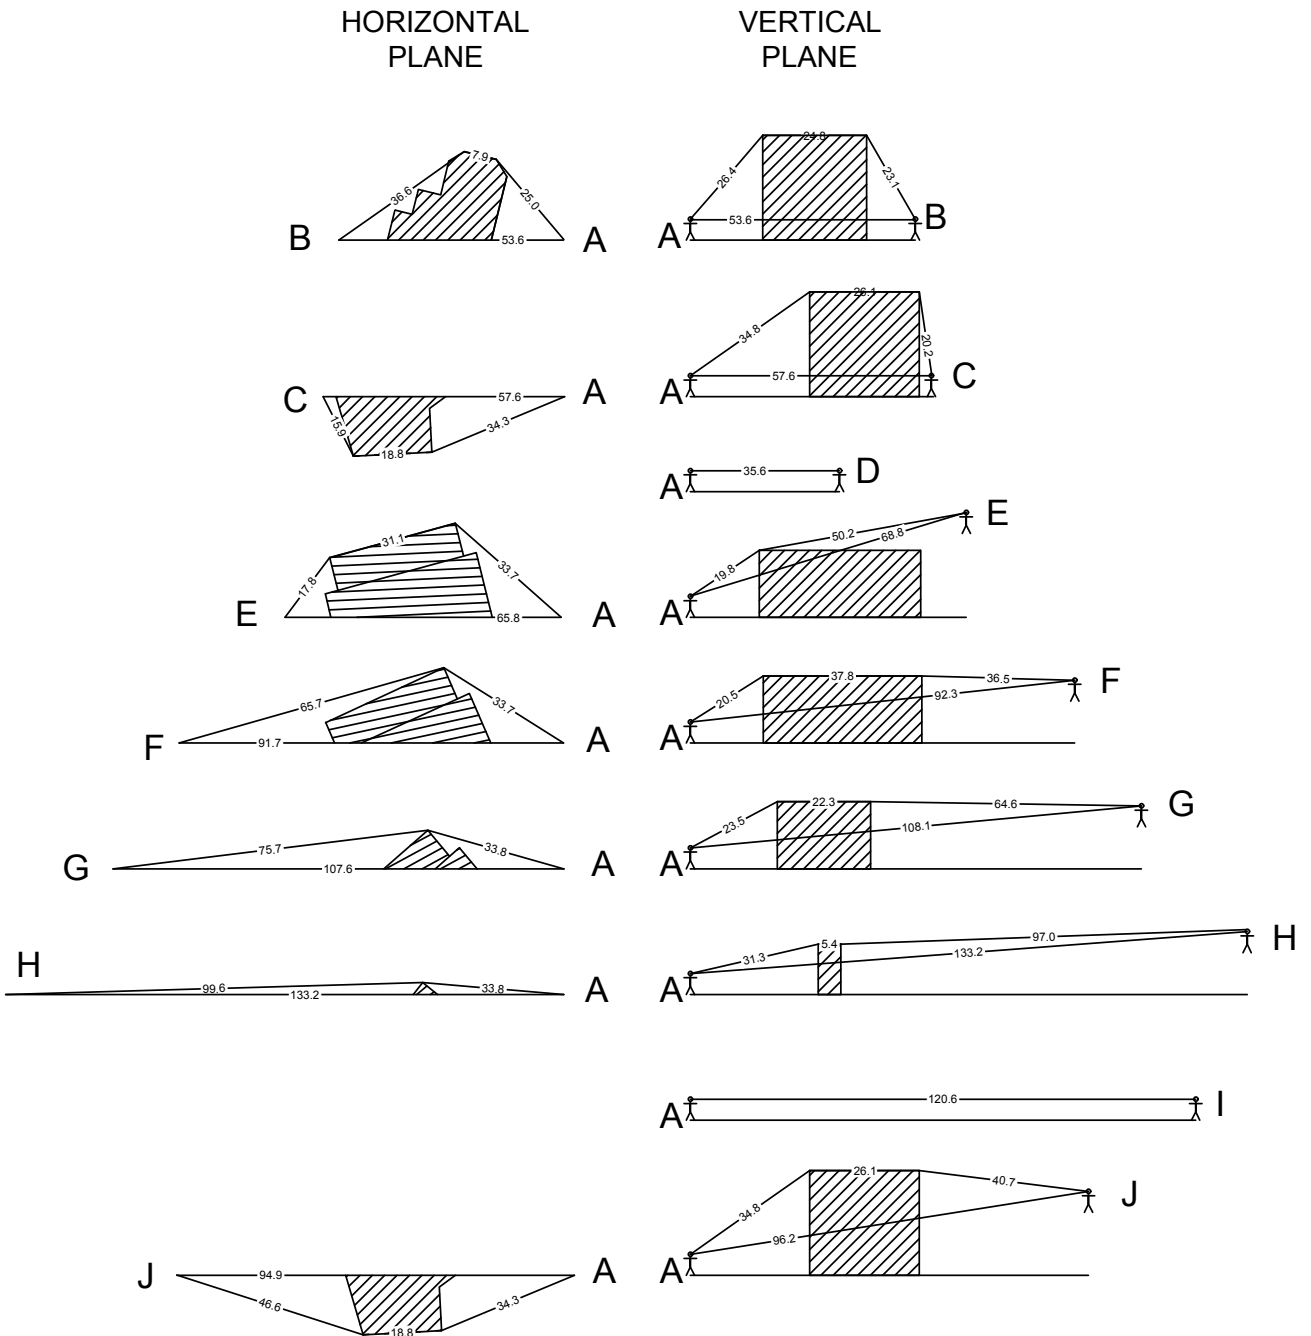 HORIZONTAL
PLANE
VERTICAL
PLANE
7.9
36.6
25.0
53.6
B
A
24.8
26.4
23.1
53.6
A
B
C
57.6
A
15.9
34.3
18.8
26.1
34.8
20.2
57.6
A
C
35.6
A
D
31.1
17.8
33.7
E
65.8
A
50.2
68.8
19.8
A
E
65.7
33.7
F
91.7
A
37.8
36.5
20.5
92.3
A
F
75.7
33.8
G
107.6
A
22.3
64.6
23.5
108.1
A
G
H
99.6
33.8
133.2
A
5.4
97.0
31.3
133.2
A
H
120.6
A
I
J
94.9
A
46.6
34.3
18.8
26.1
40.7
34.8
96.2
A
J